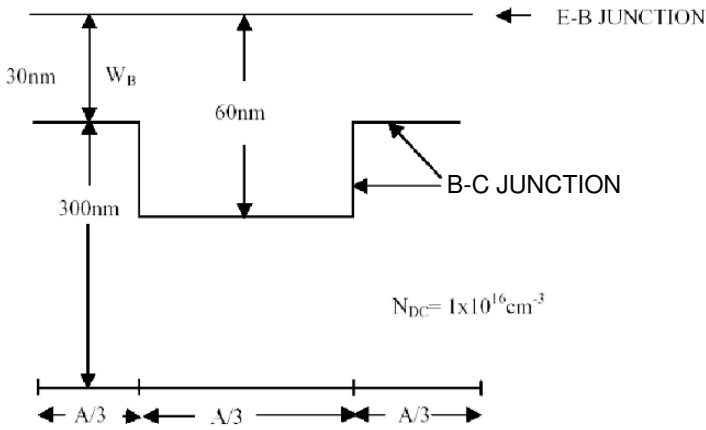 E-B JUNCTION
30nm
W_B
60nm
B-C JUNCTION
300nm
N_DC= 1x10^16cm^-3
A/3
A/3
A/3